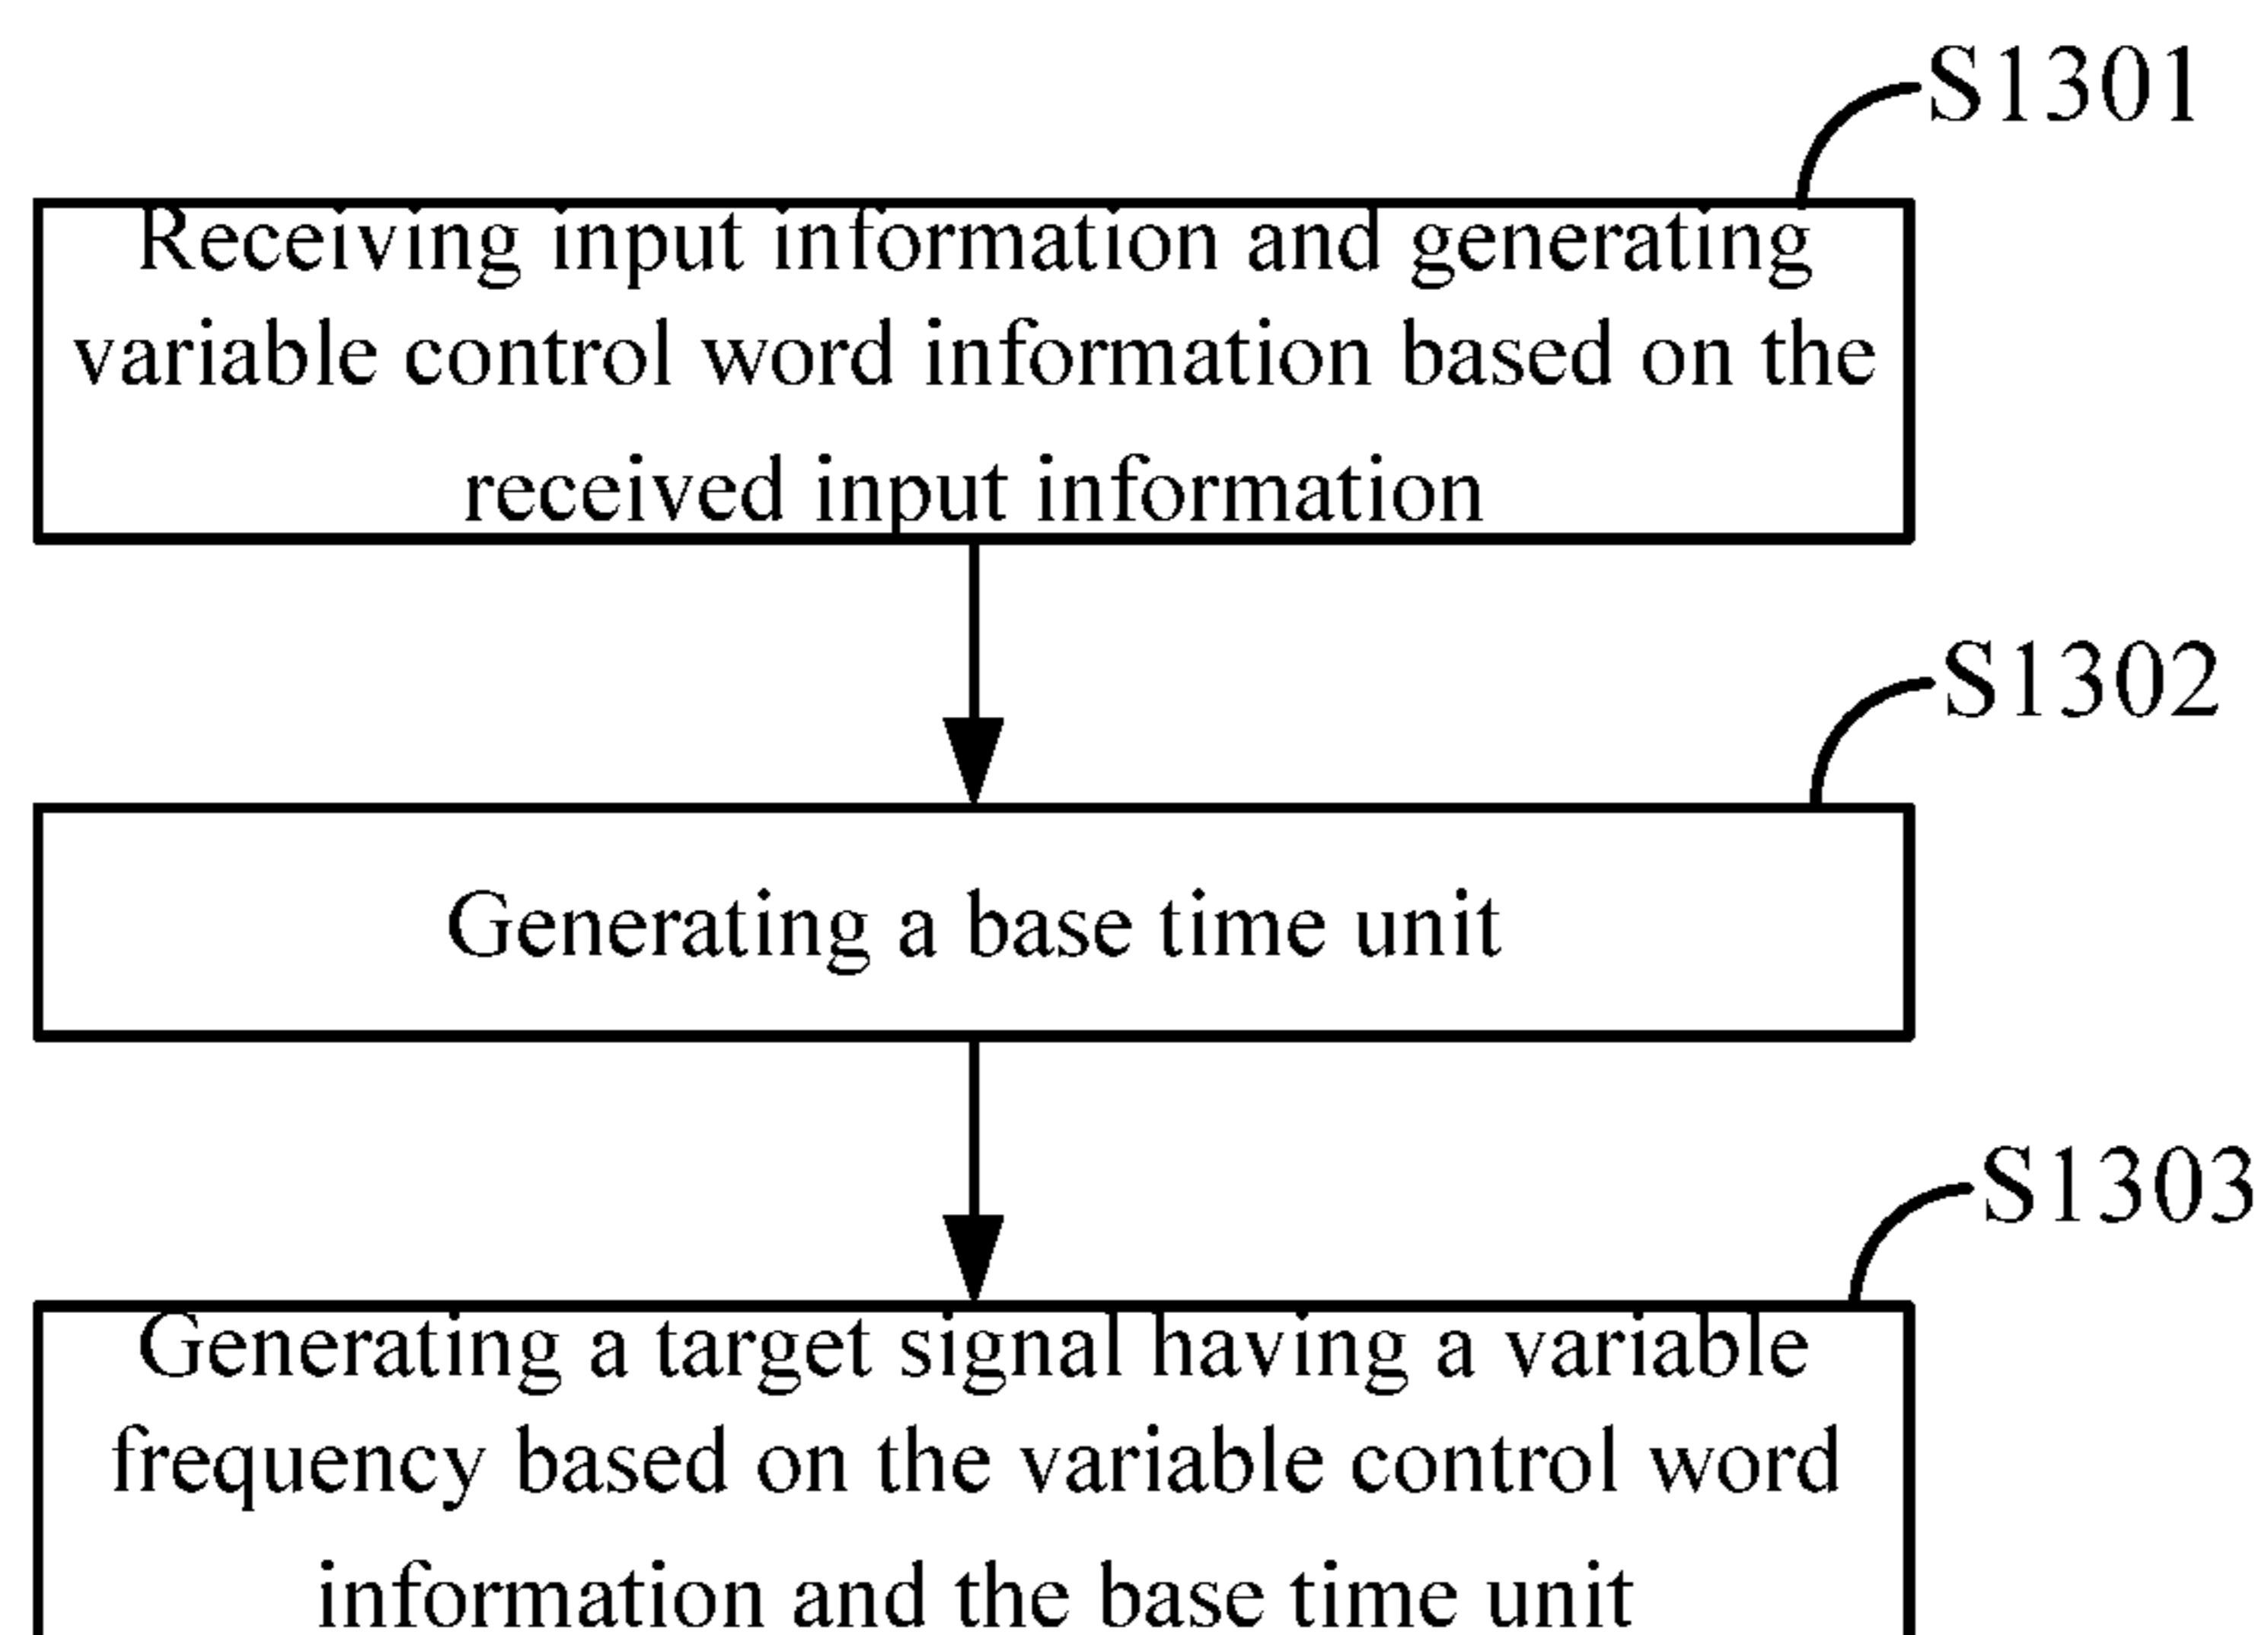 S1301
Receiving input information and generating
variable control word information based on the
received input information
S1302
Generating a base time unit
S1303
Generating a target signal having a variable
frequency based on the variable control word
information and the base time unit